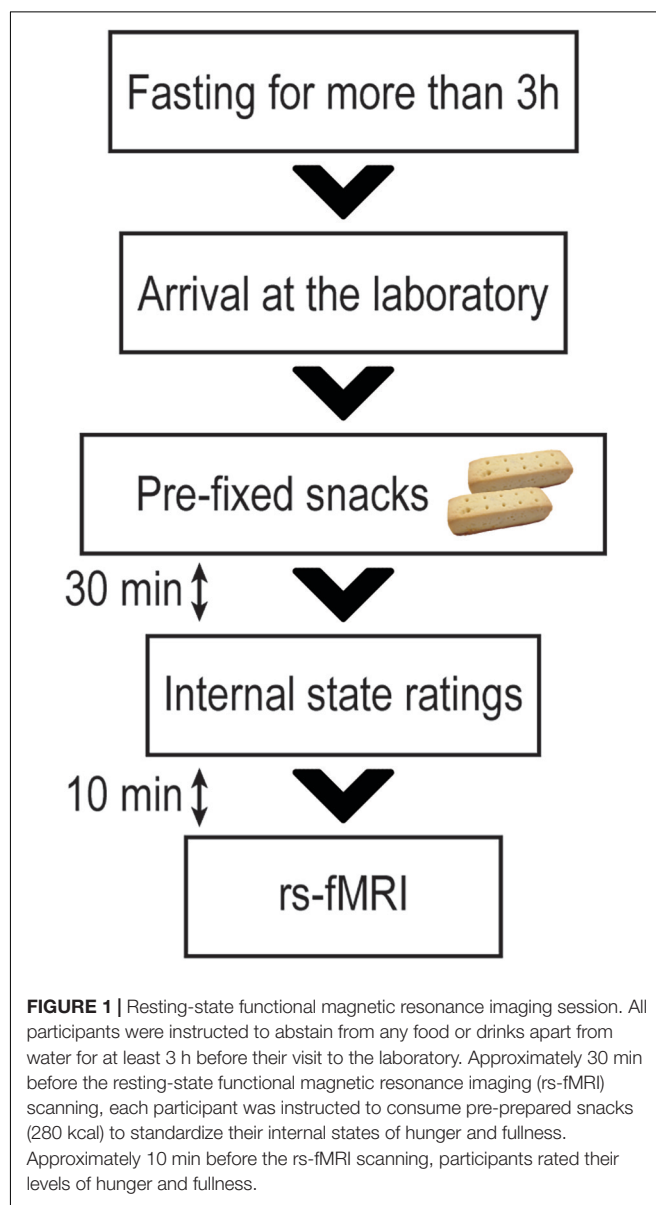 Fasting for more than 3h
Arrival at the laboratory
Pre-fixed snacks
30 min
Internal state ratings
10 min
rs-fMRI
FIGURE 1 | Resting-state functional magnetic resonance imaging session. All
participants were instructed to abstain from any food or drinks apart from
water for at least 3 h before their visit to the laboratory. Approximately 30 min
before the resting-state functional magnetic resonance imaging (rs-fMRI)
scanning, each participant was instructed to consume pre-prepared snacks
(280 kcal) to standardize their internal states of hunger and fullness.
Approximately 10 min before the rs-fMRI scanning, participants rated their
levels of hunger and fullness.